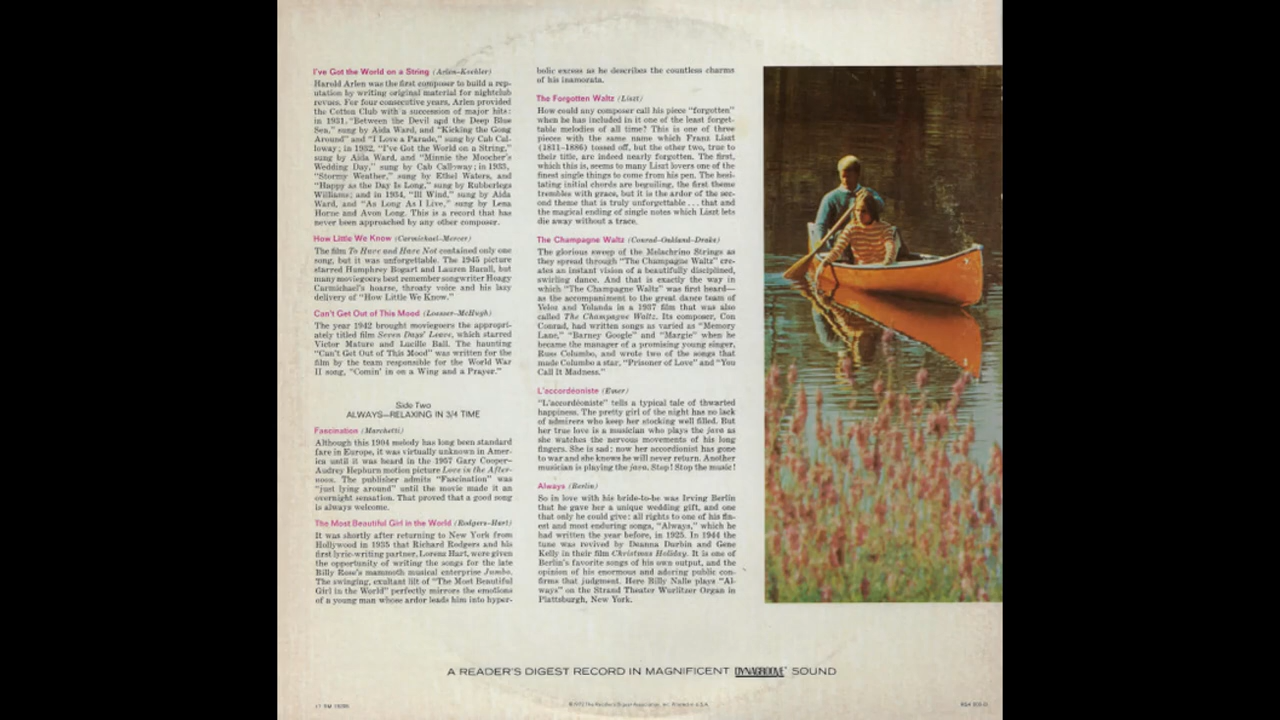 I've Got the World on a String (Arlen–Koehler)
Harold Arlen was the first composer to build a rep-
utation by writing original material for nightclub
revues. For four consecutive years, Arlen provided
the Cotton Club with a succession of major hits:
in 1931, "Between the Devil and the Deep Blue
Sea," sung by Aida Ward, and "Kicking the Gong
Around" and "I Love a Parade," sung by Cab Cal-
loway; in 1932, "I've Got the World on a String,"
sung by Aida Ward, and "Minnie the Moocher's
Wedding Day," sung by Cab Calloway; in 1933,
"Stormy Weather," sung by Ethel Waters, and
"Happy as the Day Is Long," sung by Rubberlegs
Williams; and in 1934, "Ill Wind," sung by Aida
Ward, and "As Long As I Live," sung by Lena
Horne and Avon Long. This is a record that has
never been approached by any other composer.
How Little We Know (Carmichael–Mercer)
The film To Have and Have Not contained only one
song, but it was unforgettable. The 1945 picture
starred Humphrey Bogart and Lauren Bacall, but
many moviegoers best remember songwriter Hoagy
Carmichael's hoarse, throaty voice and his lazy
delivery of "How Little We Know."
Can't Get Out of This Mood (Loesser–McHugh)
The year 1942 brought moviegoers the appropri-
ately titled film Seven Days' Leave, which starred
Victor Mature and Lucille Ball. The haunting
"Can't Get Out of This Mood" was written for the
film by the team responsible for the World War
II song, "Comin' in on a Wing and a Prayer."
Side Two
ALWAYS—RELAXING IN 3/4 TIME
Fascination (Marchetti)
Although this 1904 melody has long been standard
fare in Europe, it was virtually unknown in Amer-
ica until it was heard in the 1957 Gary Cooper-
Audrey Hepburn motion picture Love in the After-
noon. The publisher admits "Fascination" was
"just lying around" until the movie made it an
overnight sensation. That proved that a good song
is always welcome.
The Most Beautiful Girl in the World (Rodgers–Hart)
It was shortly after returning to New York from
Hollywood in 1935 that Richard Rodgers and his
first lyric-writing partner, Lorenz Hart, were given
the opportunity of writing the songs for the late
Billy Rose's mammoth musical enterprise Jumbo.
The swinging, exultant lilt of "The Most Beautiful
Girl in the World" perfectly mirrors the emotions
of a young man whose ardor leads him into hyper-
bolic excess as he describes the countless charms
of his inamorata.
The Forgotten Waltz (Liszt)
How could any composer call his piece "forgotten"
when he has included in it one of the least forget-
table melodies of all time? This is one of three
pieces with the same name which Franz Liszt
(1811–1886) tossed off, but the other two, true to
their title, are indeed nearly forgotten. The first,
which this is, seems to many Liszt lovers one of the
finest single things to come from his pen. The hesi-
tating initial chords are beguiling, the first theme
trembles with grace, but it is the ardor of the sec-
ond theme that is truly unforgettable . . . that and
the magical ending of single notes which Liszt lets
die away without a trace.
The Champagne Waltz (Conrad–Oakland–Drake)
The glorious sweep of the Melachrino Strings as
they spread through "The Champagne Waltz" cre-
ates an instant vision of a beautifully disciplined,
swirling dance. And that is exactly the way in
which "The Champagne Waltz" was first heard—
as the accompaniment to the great dance team of
Veloz and Yolanda in a 1937 film that was also
called The Champagne Waltz. Its composer, Con
Conrad, had written songs as varied as "Memory
Lane," "Barney Google" and "Margie" when he
became the manager of a promising young singer,
Russ Columbo, and wrote two of the songs that
made Columbo a star, "Prisoner of Love" and "You
Call It Madness."
L'accordéoniste (Emer)
"L'accordéoniste" tells a typical tale of thwarted
happiness. The pretty girl of the night has no lack
of admirers who keep her stocking well filled. But
her true love is a musician who plays the java as
she watches the nervous movements of his long
fingers. She is sad: now her accordionist has gone
to war and she knows he will never return. Another
musician is playing the java. Stop! Stop the music!
Always (Berlin)
So in love with his bride-to-be was Irving Berlin
that he gave her a unique wedding gift, and one
that only he could give: all rights to one of his fin-
est and most enduring songs, "Always," which he
had written the year before, in 1925. In 1944 the
tune was revived by Deanna Durbin and Gene
Kelly in their film Christmas Holiday. It is one of
Berlin's favorite songs of his own output, and the
opinion of his enormous and adoring public con-
firms that judgment. Here Billy Nalle plays "Al-
ways" on the Strand Theater Wurlitzer Organ in
Plattsburgh, New York.
A READER'S DIGEST RECORD IN MAGNIFICENT DYNAGROOVE SOUND
© 1972 The Reader's Digest Association, Inc. Printed in U.S.A.